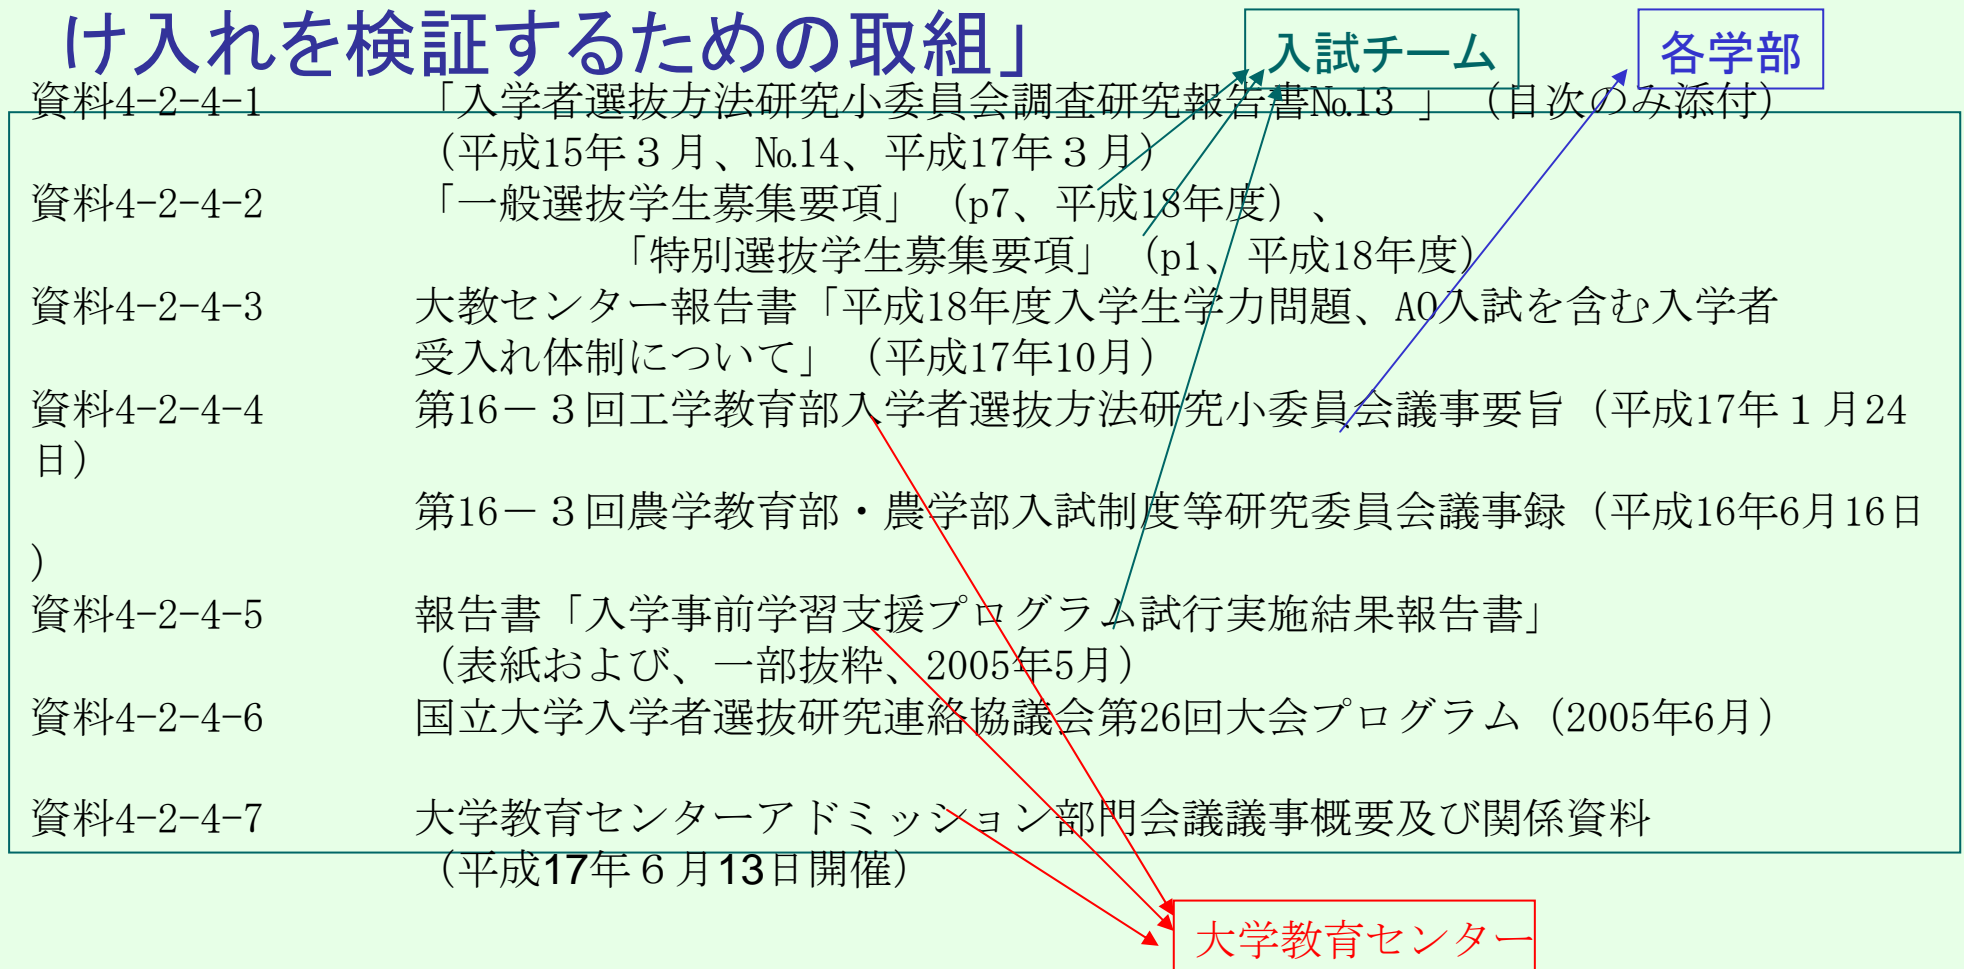 け入れを検証するための取組」
入試チーム
各学部
資料4-2-4-1 「入学者選抜方法研究小委員会調査研究報告書№13 」（目次のみ添付）
（平成15年３月、№14、平成17年３月）
資料4-2-4-2 「一般選抜学生募集要項」（p7、平成18年度）、
「特別選抜学生募集要項」（p1、平成18年度）
資料4-2-4-3 大教センター報告書「平成18年度入学生学力問題、AO入試を含む入学者
受入れ体制について」（平成17年10月）
資料4-2-4-4 第16－３回工学教育部入学者選抜方法研究小委員会議事要旨（平成17年１月24
日）
第16－３回農学教育部・農学部入試制度等研究委員会議事録（平成16年6月16日
）
資料4-2-4-5 報告書「入学事前学習支援プログラム試行実施結果報告書」
（表紙および、一部抜粋、2005年5月）
資料4-2-4-6 国立大学入学者選抜研究連絡協議会第26回大会プログラム（2005年6月）
資料4-2-4-7 大学教育センターアドミッション部門会議議事概要及び関係資料
（平成17年６月13日開催）
大学教育センター